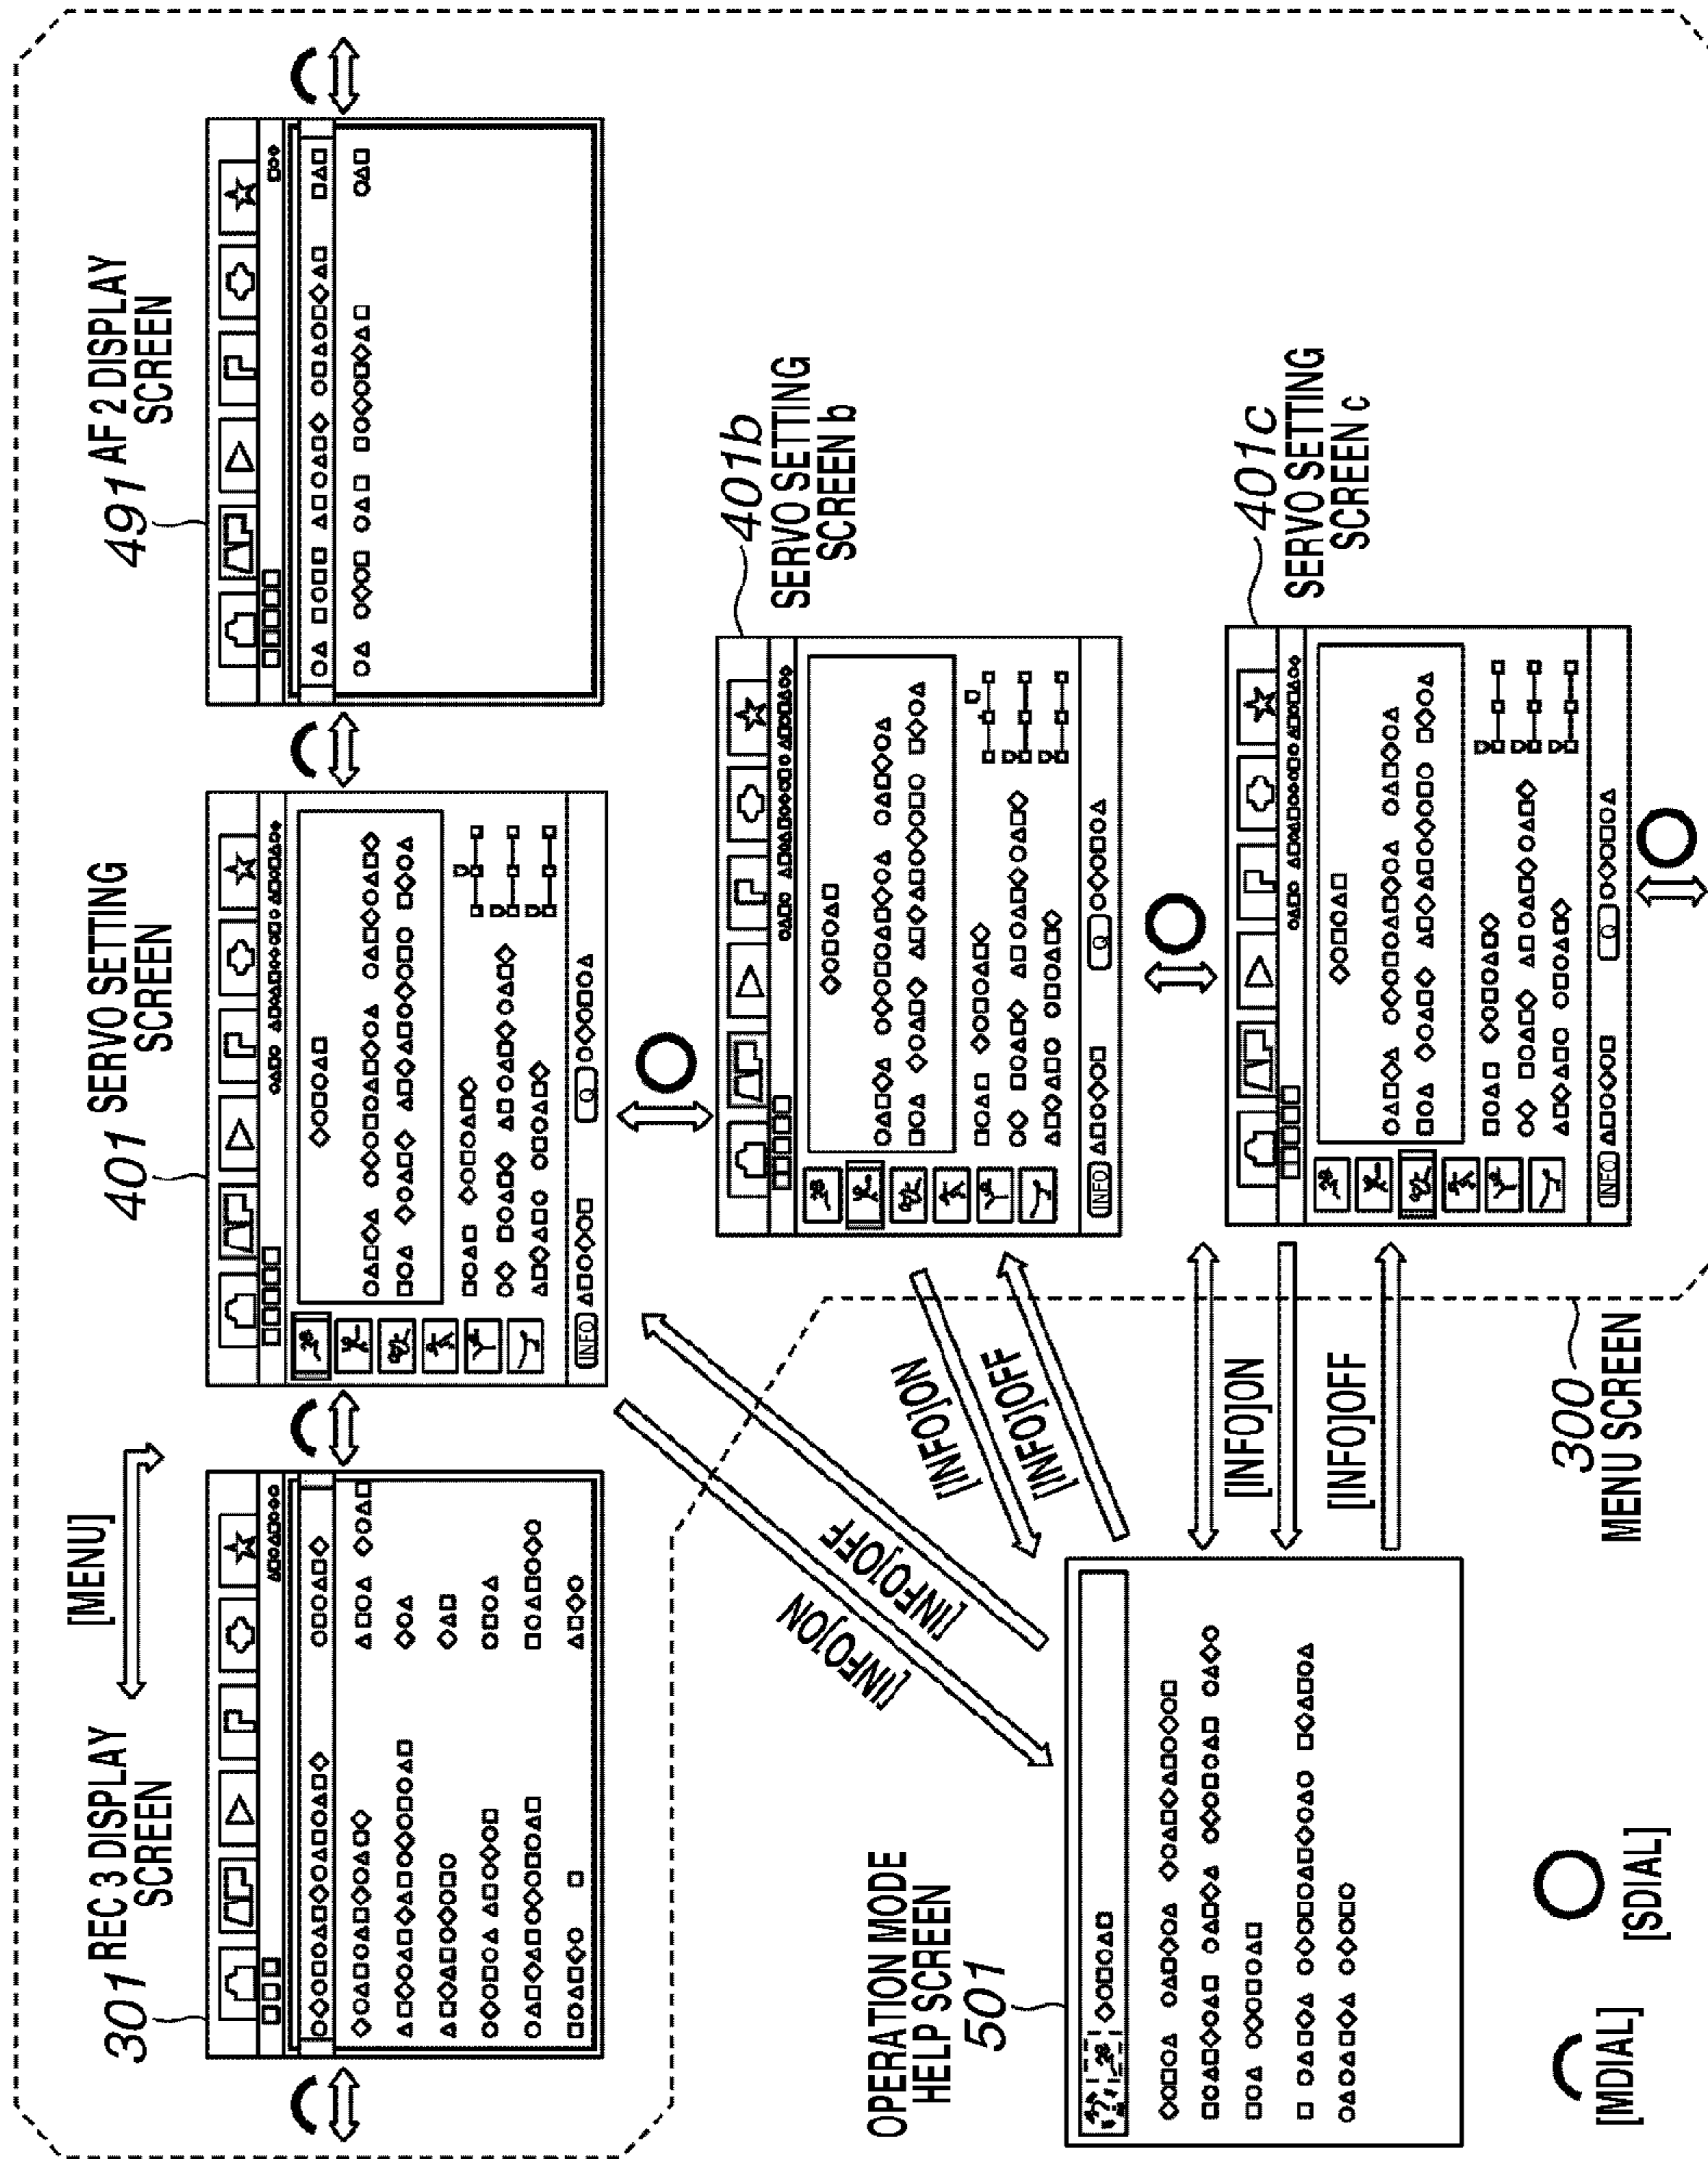 [MENU]
301 REC 3 DISPLAY
SCREEN
401 SERVO SETTING
SCREEN
INFO
Q
491 AF 2 DISPLAY
SCREEN
401b
SERVO SETTING
SCREEN b
INFO
Q
401c
SERVO SETTING
SCREEN c
INFO
Q
[INFO]ON
[INFO]OFF
[INFO]ON
[INFO]OFF
[INFO]ON
[INFO]OFF
OPERATION MODE
HELP SCREEN
501
?
300
MENU SCREEN
[MDIAL]
[SDIAL]